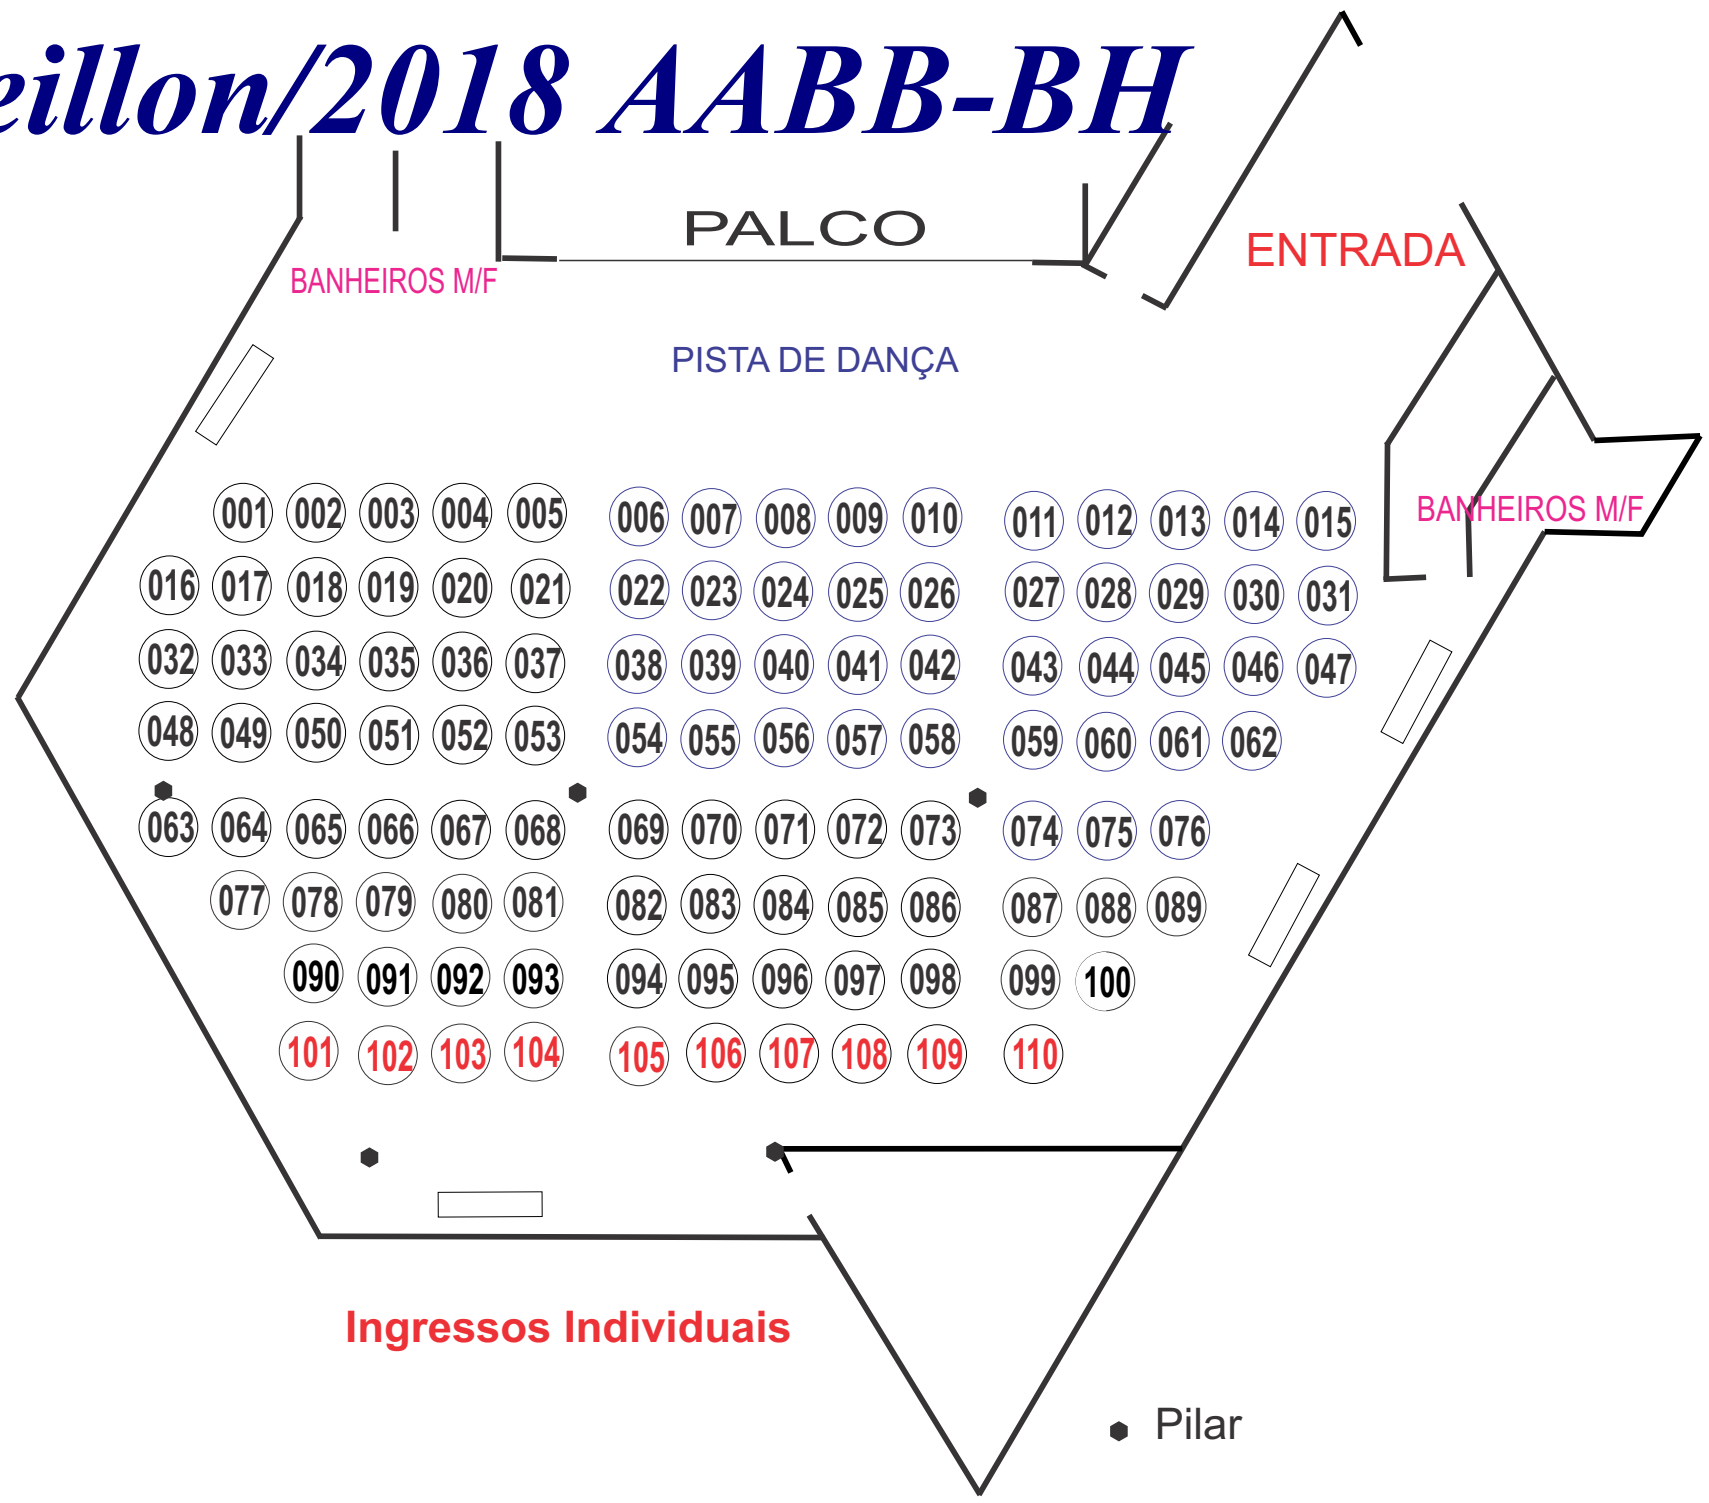 eillon/2018 AABB-BH
PALCO
ENTRADA
BANHEIROS M/F
PISTA DE DANÇA
BANHEIROS M/F
001 002 003 004 005 006 007 008 009 010 011 012 013 014 015
016 017 018 019 020 021 022 023 024 025 026 027 028 029 030 031
032 033 034 035 036 037 038 039 040 041 042 043 044 045 046 047
048 049 050 051 052 053 054 055 056 057 058 059 060 061 062
063 064 065 066 067 068 069 070 071 072 073 074 075 076
077 078 079 080 081 082 083 084 085 086 087 088 089
090 091 092 093 094 095 096 097 098 099 100
101 102 103 104 105 106 107 108 109 110
Ingressos Individuais
Pilar